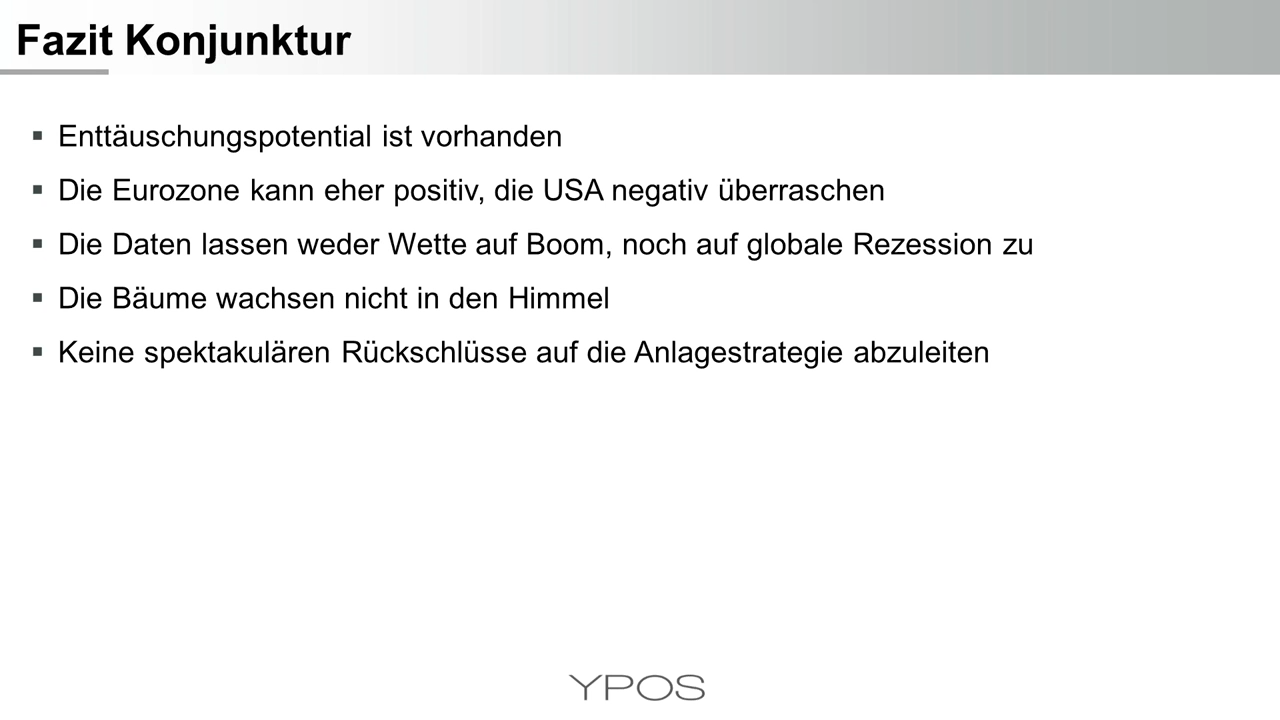 Fazit Konjunktur
▪ Enttäuschungspotential ist vorhanden
▪ Die Eurozone kann eher positiv, die USA negativ überraschen
▪ Die Daten lassen weder Wette auf Boom, noch auf globale Rezession zu
▪ Die Bäume wachsen nicht in den Himmel
▪ Keine spektakulären Rückschlüsse auf die Anlagestrategie abzuleiten
YPOS